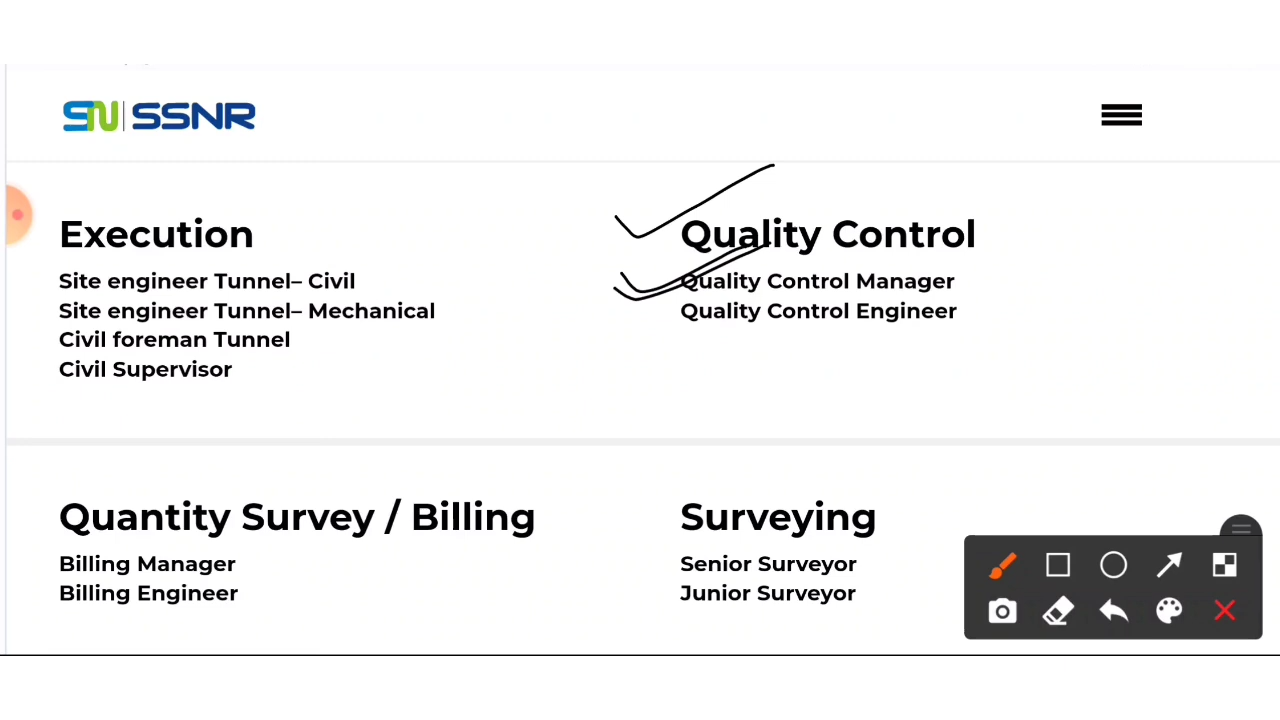 SN SSNR
Execution
Site engineer Tunnel– Civil
Site engineer Tunnel– Mechanical
Civil foreman Tunnel
Civil Supervisor
Quality Control
Quality Control Manager
Quality Control Engineer
Quantity Survey / Billing
Billing Manager
Billing Engineer
Surveying
Senior Surveyor
Junior Surveyor